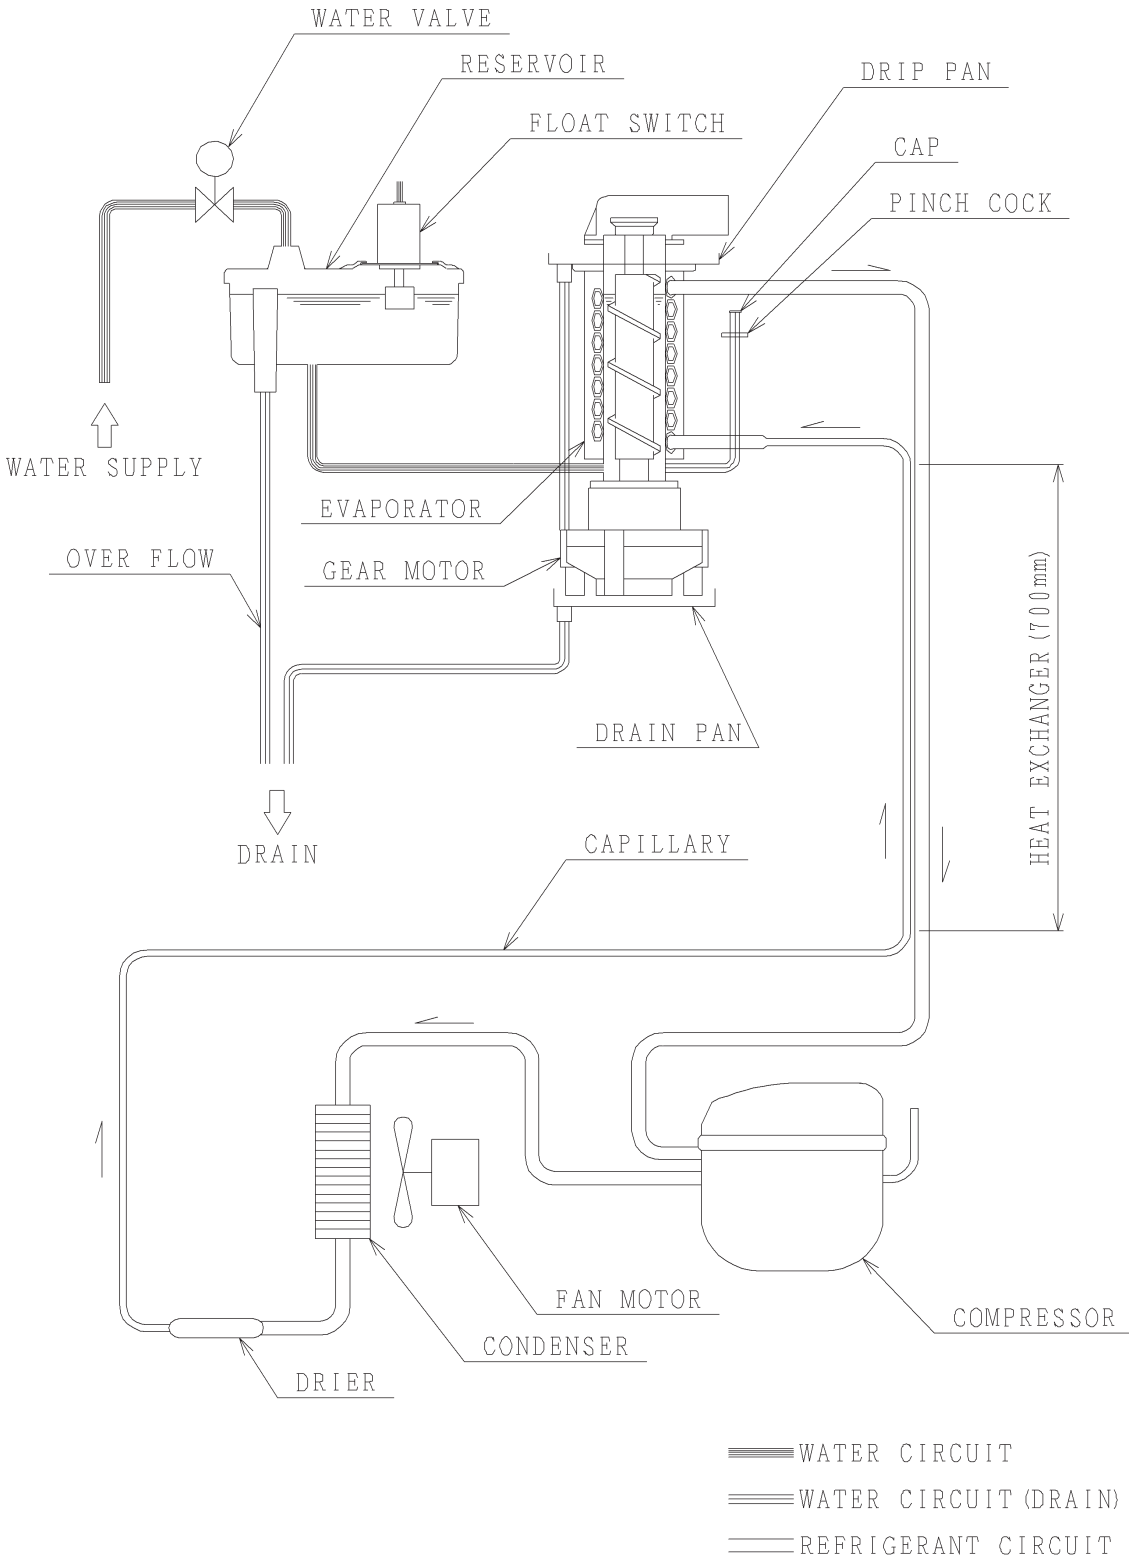 WATER VALVE
RESERVOIR
DRIP PAN
FLOAT SWITCH
CAP
PINCH COCK
WATER SUPPLY
EVAPORATOR
OVER FLOW
GEAR MOTOR
HEAT EXCHANGER (700mm)
DRAIN PAN
DRAIN
CAPILLARY
FAN MOTOR
COMPRESSOR
CONDENSER
DRIER
WATER CIRCUIT
WATER CIRCUIT (DRAIN)
REFRIGERANT CIRCUIT